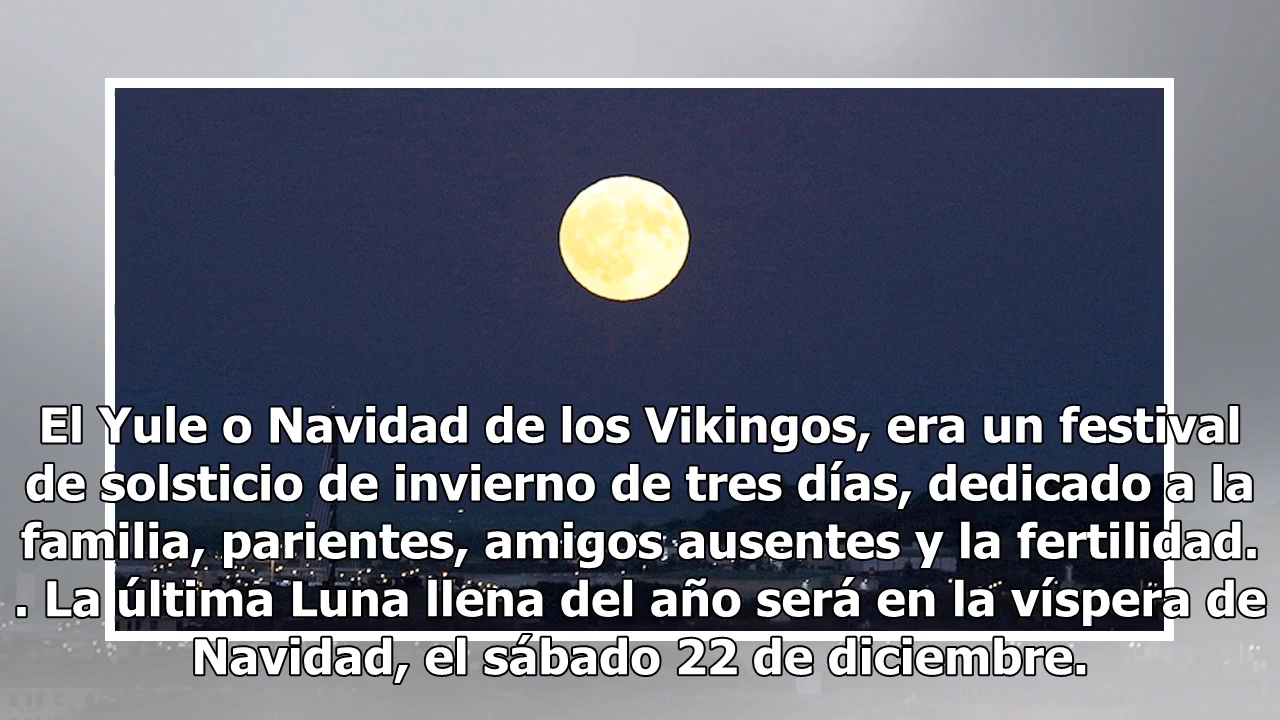 El Yule o Navidad de los Vikingos, era un festival
de solsticio de invierno de tres días, dedicado a la
familia, parientes, amigos ausentes y la fertilidad.
. La última Luna llena del año será en la víspera de
Navidad, el sábado 22 de diciembre.